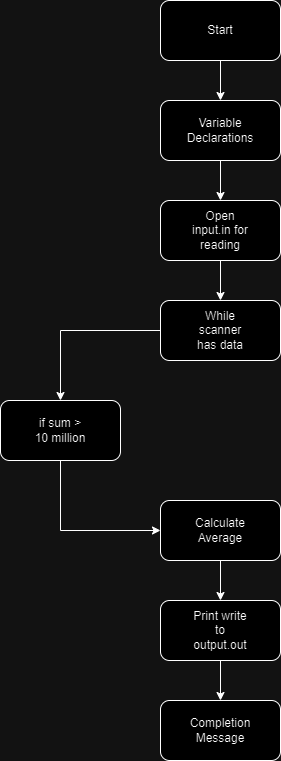 Start
Variable
Declarations
Open
input.in for
reading
While
scanner
has data
if sum >
10 million
Calculate
Average
Print write
to
output.out
Completion
Message